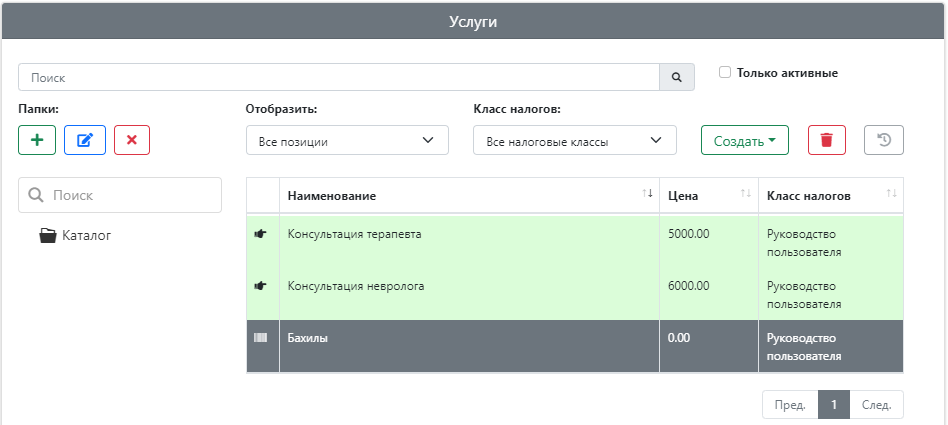 Услуги
Поиск
Только активные
Папки:
Отобразить:
Класс налогов:
Все позиции
Все налоговые классы
Создать
Поиск
Каталог
Наименование
Цена
Класс налогов
Консультация терапевта
5000.00
Руководство
пользователя
Консультация невролога
6000.00
Руководство
пользователя
Бахилы
0.00
Руководство
пользователя
Пред.
1
След.